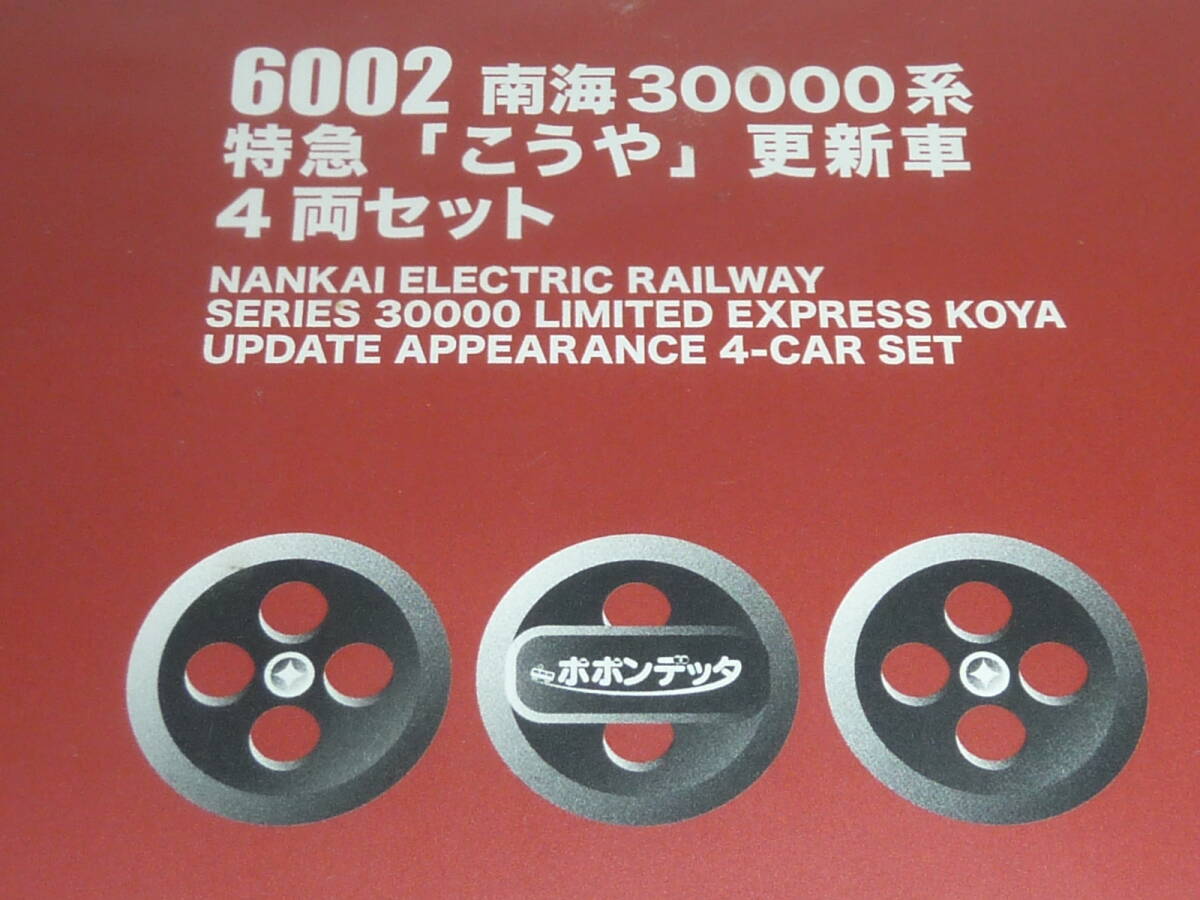 6002 南海30000系
特急「こうや」更新車
4両セット
NANKAI ELECTRIC RAILWAY
SERIES 30000 LIMITED EXPRESS KOYA
UPDATE APPEARANCE 4-CAR SET
ポポンデッタ